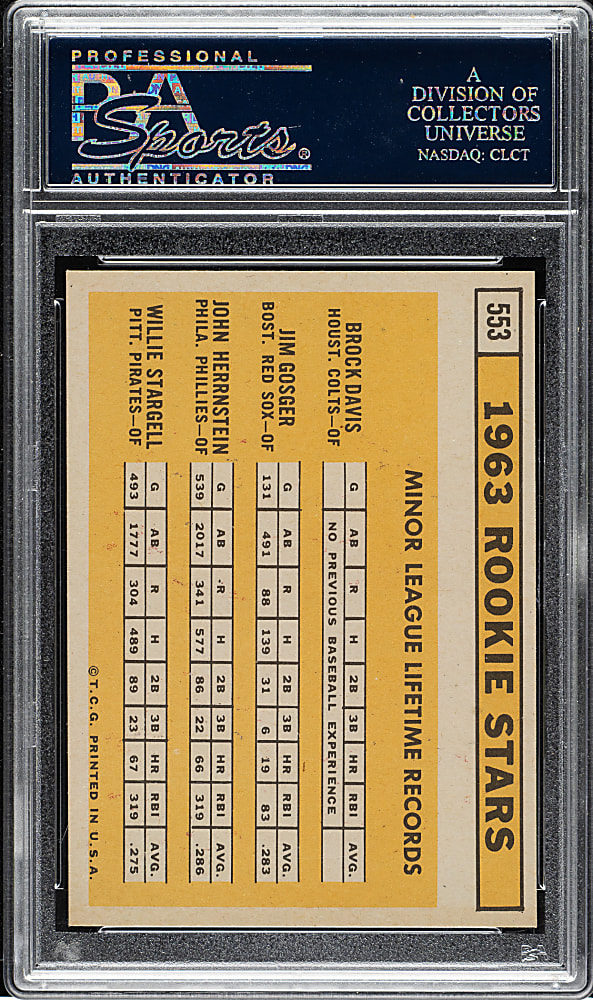 PROFESSIONAL
PSA
Sports®
AUTHENTICATOR
A
DIVISION OF
COLLECTORS
UNIVERSE
NASDAQ: CLCT
553 1963 ROOKIE STARS
MINOR LEAGUE LIFETIME RECORDS
BROCK DAVIS
HOUST. COLTS—OF
G AB R H 2B 3B HR RBI AVG.
NO PREVIOUS BASEBALL EXPERIENCE
JIM GOSGER
BOST. RED SOX—OF
G AB R H 2B 3B HR RBI AVG.
131 491 88 139 31 6 19 83 .283
JOHN HERRNSTEIN
PHILA. PHILLIES—OF
G AB R H 2B 3B HR RBI AVG.
539 2017 341 577 86 22 66 319 .286
WILLIE STARGELL
PITT. PIRATES—OF
G AB R H 2B 3B HR RBI AVG.
493 1777 304 489 89 23 67 319 .275
© T.C.G. PRINTED IN U.S.A.
PSA